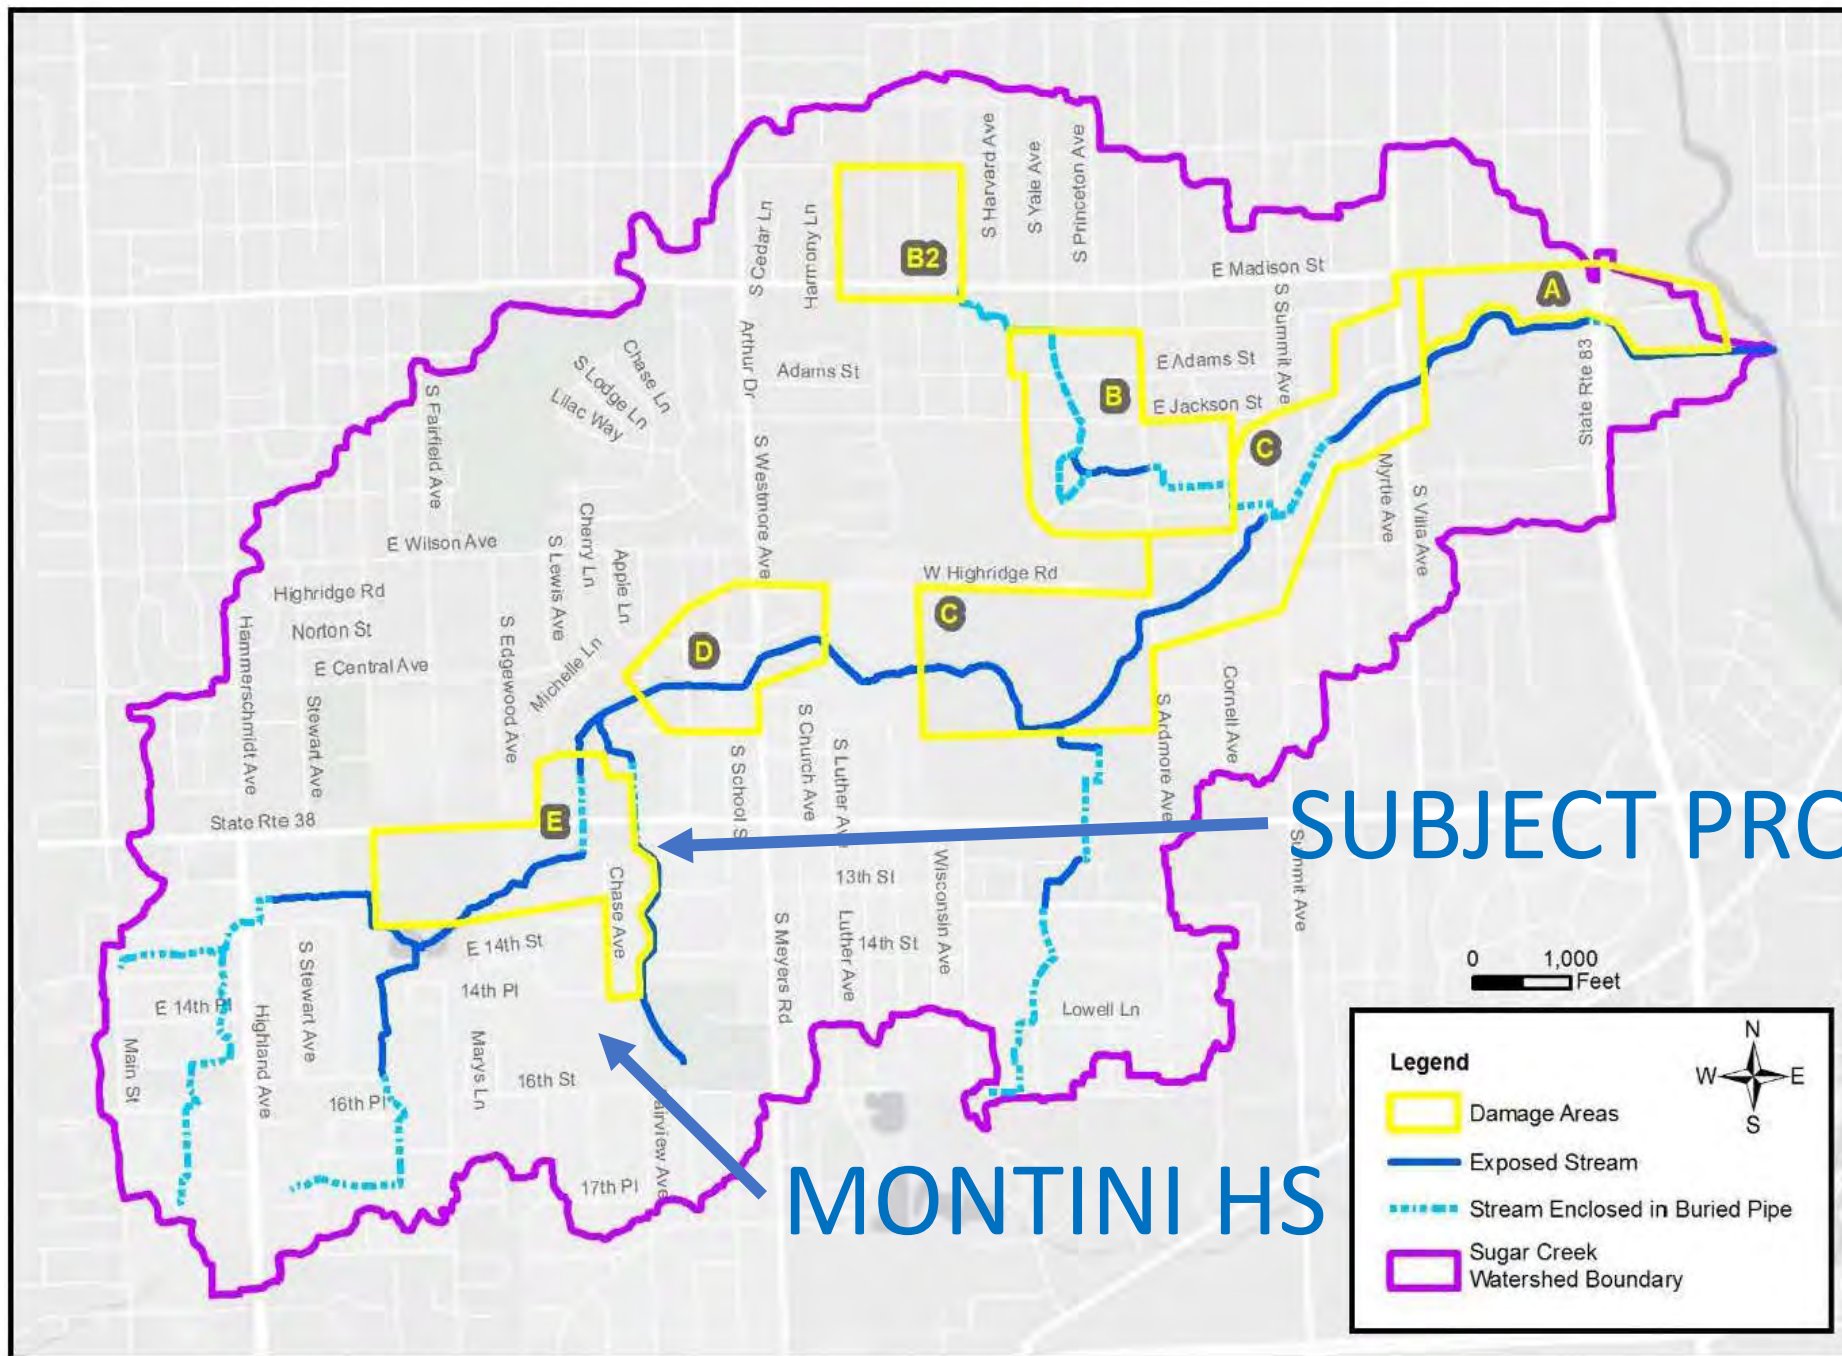 S Harvard Ave
S Yale Ave
S Princeton Ave
S Cedar Ln
Harmony Ln
B2
E Madison St
S Summit Ave
A
State Rte 83
Arthur Dr
Adams St
E Adams St
E Jackson St
B
C
Chase Ln
S Lodge Ln
Lilac Way
S Fairfield Ave
S Westmore Ave
Myrtle Ave
S Villa Ave
E Wilson Ave
Cherry Ln
S Lewis Ave
Apple Ln
W Highridge Rd
Highridge Rd
Norton St
E Central Ave
Hammerschmidt Ave
Stewart Ave
S Edgewood Ave
Michelle Ln
D
C
S Church Ave
S Luther Av
S School S
S Ardmore Ave
Cornell Ave
State Rte 38
E
SUBJECT PRO
Summit Ave
Chase Ave
13th St
Wisconsin Ave
S Meyers Rd
Luther Ave
14th St
E 14th St
14th Pl
S Stewart Ave
E 14th Pl
Highland Ave
Main St
Marys Ln
16th St
16th Pl
airview Ave
17th Pl
Lowell Ln
MONTINI HS
0 1,000
Feet
N
W E
S
Legend
Damage Areas
Exposed Stream
Stream Enclosed in Buried Pipe
Sugar Creek
Watershed Boundary